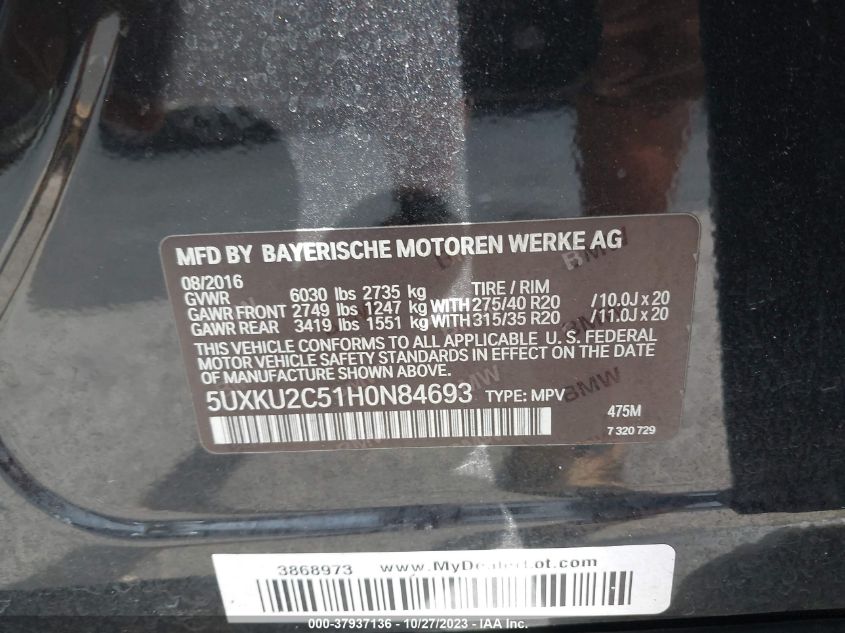 MFD BY BAYERISCHE MOTOREN WERKE AG
08/2016
GVWR 6030 lbs 2735 kg TIRE / RIM
GAWR FRONT 2749 lbs 1247 kg WITH 275/40 R20 /10.0J x 20
GAWR REAR 3419 lbs 1551 kg WITH 315/35 R20 /11.0J x 20
THIS VEHICLE CONFORMS TO ALL APPLICABLE U. S. FEDERAL
MOTOR VEHICLE SAFETY STANDARDS IN EFFECT ON THE DATE
OF MANUFACTURE SHOWN ABOVE.
5UXKU2C51H0N84693 TYPE: MPV
475M
7 320 729
BMW
3868973 www.MyDealerLot.com
000-37937136 - 10/27/2023 - IAA Inc.